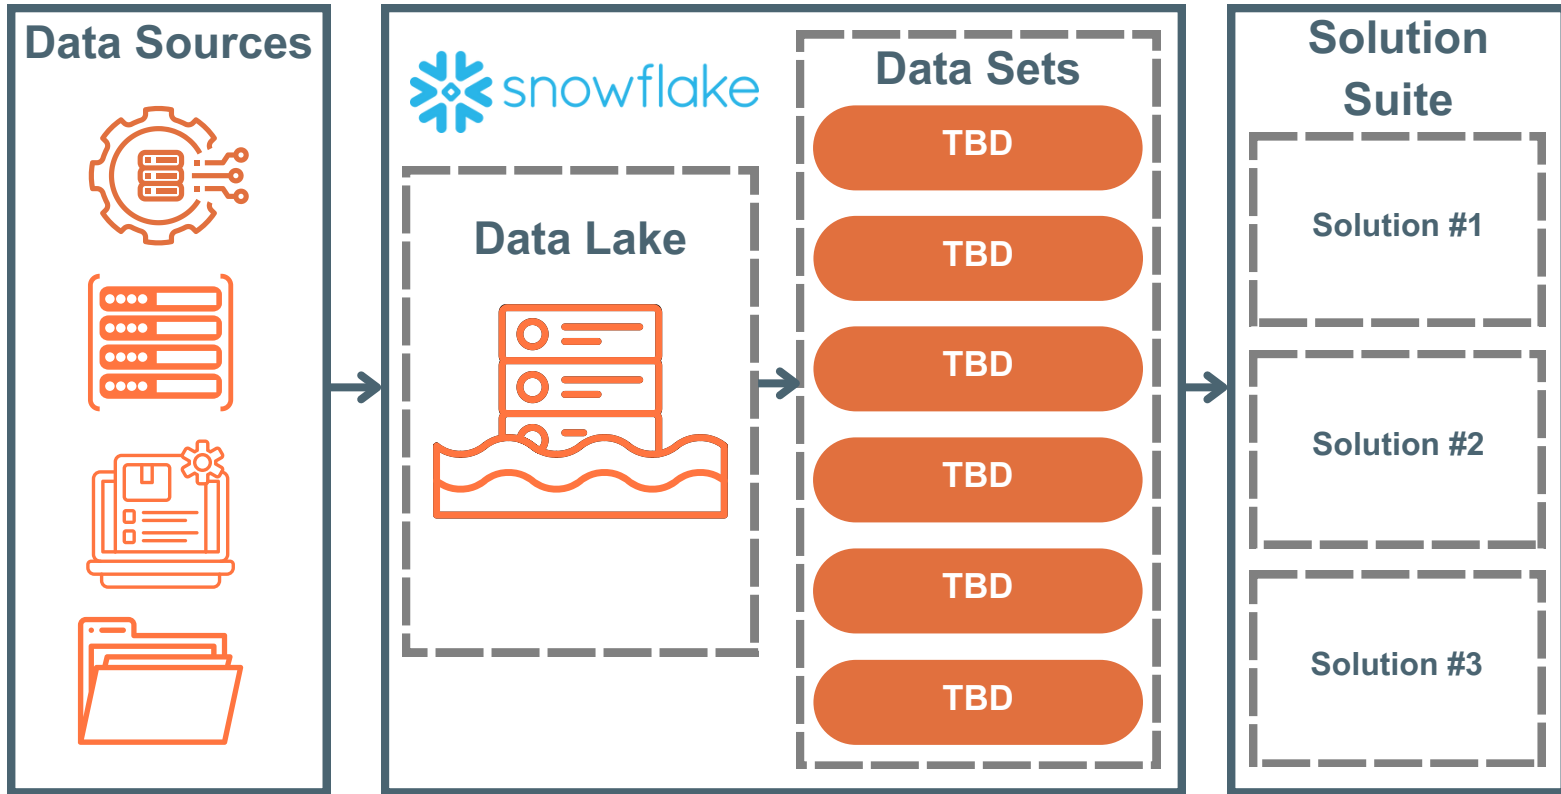 Data Sources
snowflake
Data Lake
Data Sets
TBD
TBD
TBD
TBD
TBD
TBD
Solution
Suite
Solution #1
Solution #2
Solution #3